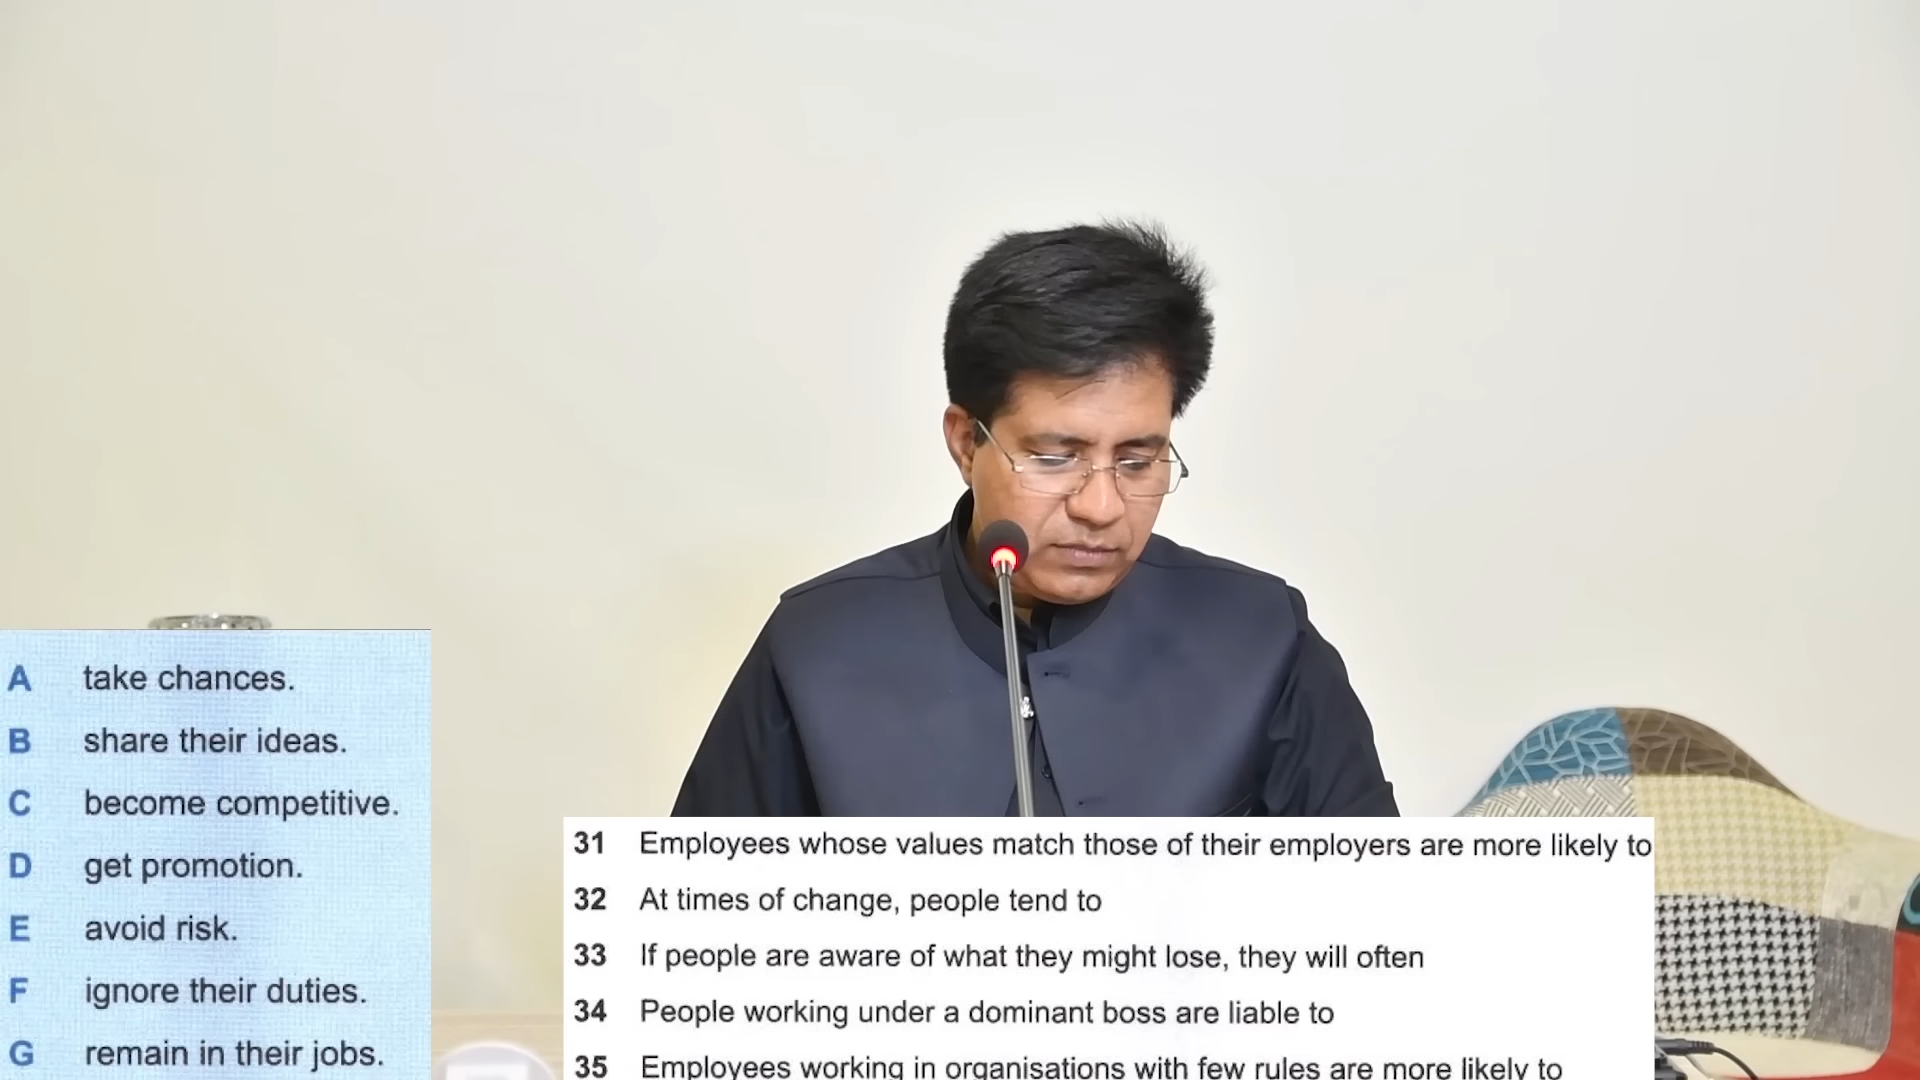 A take chances.
B share their ideas.
C become competitive.
D get promotion.
E avoid risk.
F ignore their duties.
G remain in their jobs.
31 Employees whose values match those of their employers are more likely to
32 At times of change, people tend to
33 If people are aware of what they might lose, they will often
34 People working under a dominant boss are liable to
35 Employees working in organisations with few rules are more likely to